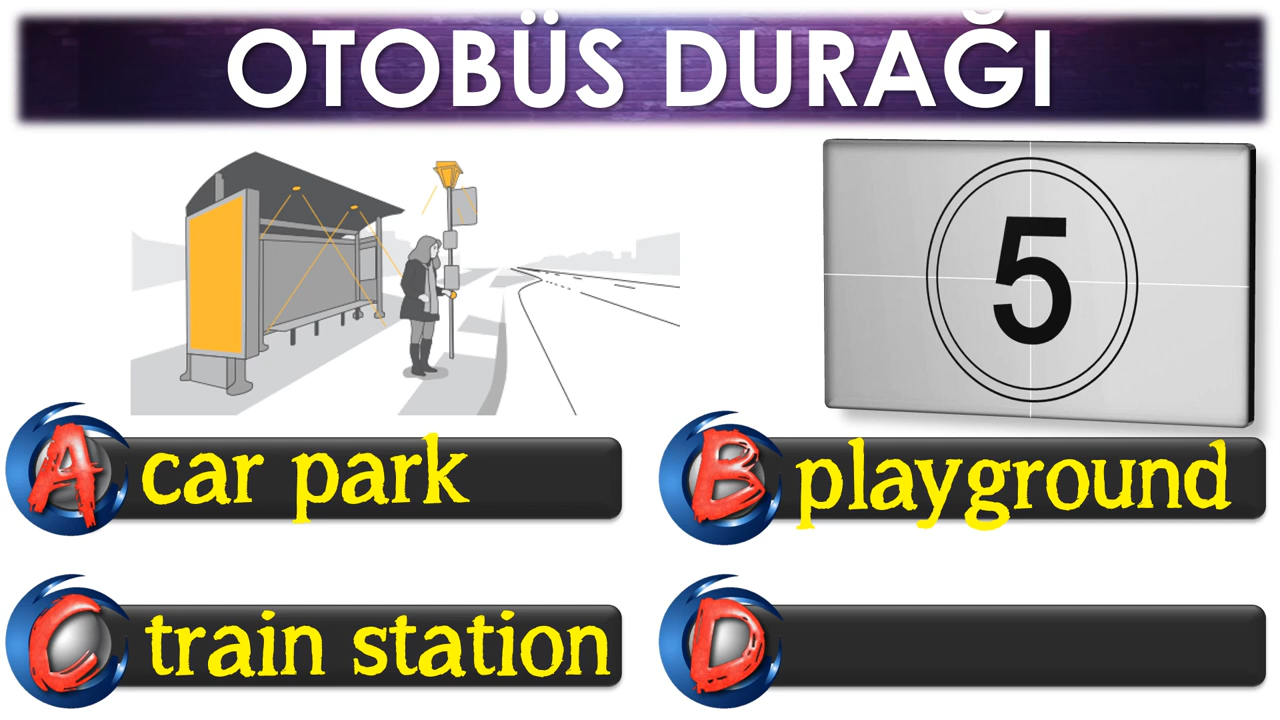 OTOBÜS DURAĞI
5
A car park
B playground
C train station
D